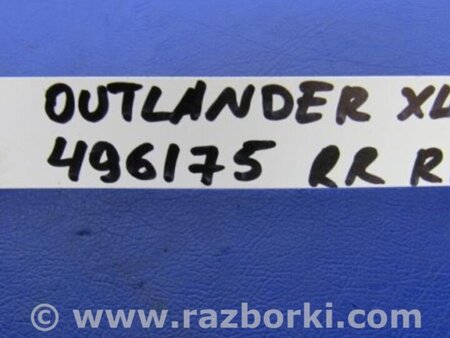 OUTLANDER XL
496175 RR R
© www.razborki.com